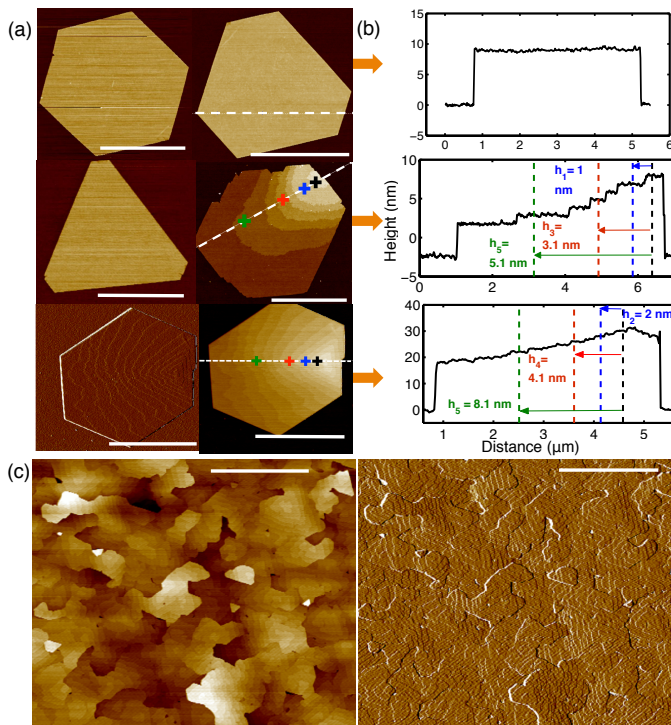 (a)
(b)
15
10
5
0
−5
0
1
2
3
4
5
6
10
5
0
−5
0
2
4
6
h1= 1
nm
h3=
3.1 nm
h5=
5.1 nm
Height (nm)
40
30
20
10
0
1
2
3
4
5
h2= 2 nm
h4=
4.1 nm
h5 = 8.1 nm
Distance (μm)
(c)